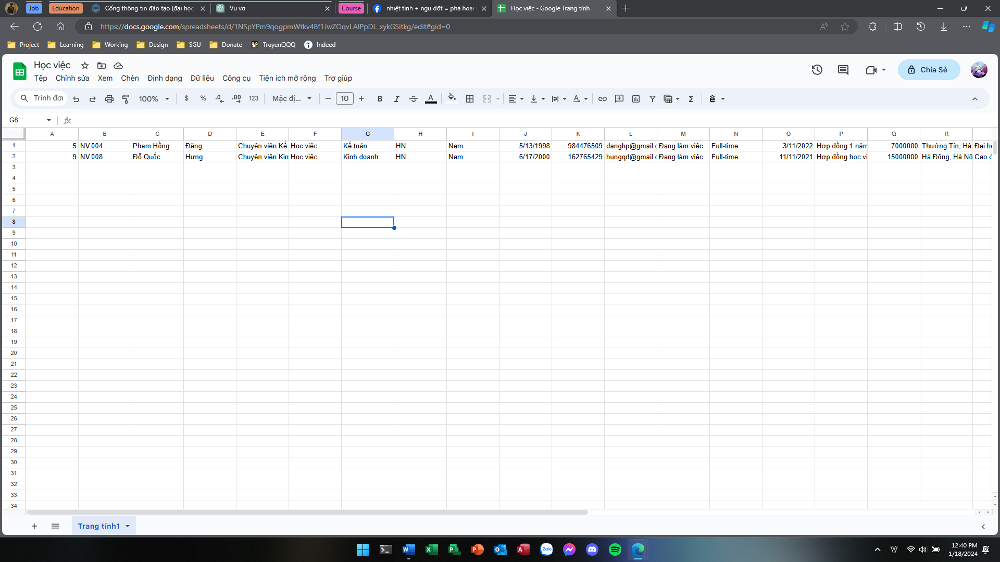 Job
Education
Cổng thông tin đào tạo (đại học
Vu vơ
Course
nhiệt tình + ngu dốt = phá hoại
Học việc - Google Trang tính
https://docs.google.com/spreadsheets/d/1NSpYPm9qogpmWtkv4Bf1JwZOqvLAIPpDL_xykGSitkg/edit#gid=0
Project Learning Working Design SGU Donate TruyenQQQ Indeed
Học việc
Tệp Chỉnh sửa Xem Chèn Định dạng Dữ liệu Công cụ Tiện ích mở rộng Trợ giúp
Chia Sẻ
Trình đơn 100% $ % .0 .00 123 Mặc đị... 10 B I S A Σ ê
G8 fx
A B C D E F G H I J K L M N O P Q R
1 5 NV.004 Phạm Hồng Đăng Chuyên viên Kế Học việc Kế toán HN Nam 5/13/1998 984476509 danghp@gmail.c Đang làm việc Full-time 3/11/2022 Hợp đồng 1 năm 7000000 Thường Tín, Hà Đại họ
2 9 NV.008 Đỗ Quốc Hưng Chuyên viên Kin Học việc Kinh doanh HN Nam 6/17/2000 162765429 hungqd@gmail.c Đang làm việc Full-time 11/11/2021 Hợp đồng học vi 15000000 Hà Đông, Hà Nộ Cao đ
3
4
5
6
7
8
9
10
11
12
13
14
15
16
17
18
19
20
21
22
23
24
25
26
27
28
29
30
31
32
33
34
Trang tính1
Zalo
V
12:40 PM
1/18/2024